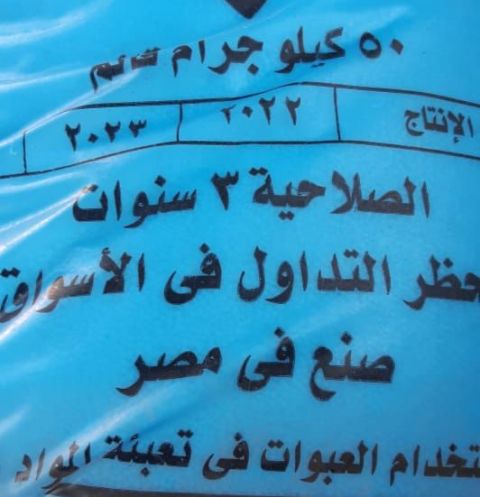 ٥٠ كيلو جرام قائم
الإنتاج ٢٠٢٢ ٢٠٢٣
الصلاحية ٣ سنوات
حظر التداول فى الأسواق
صنع فى مصر
تخدام العبوات فى تعبئة المواد